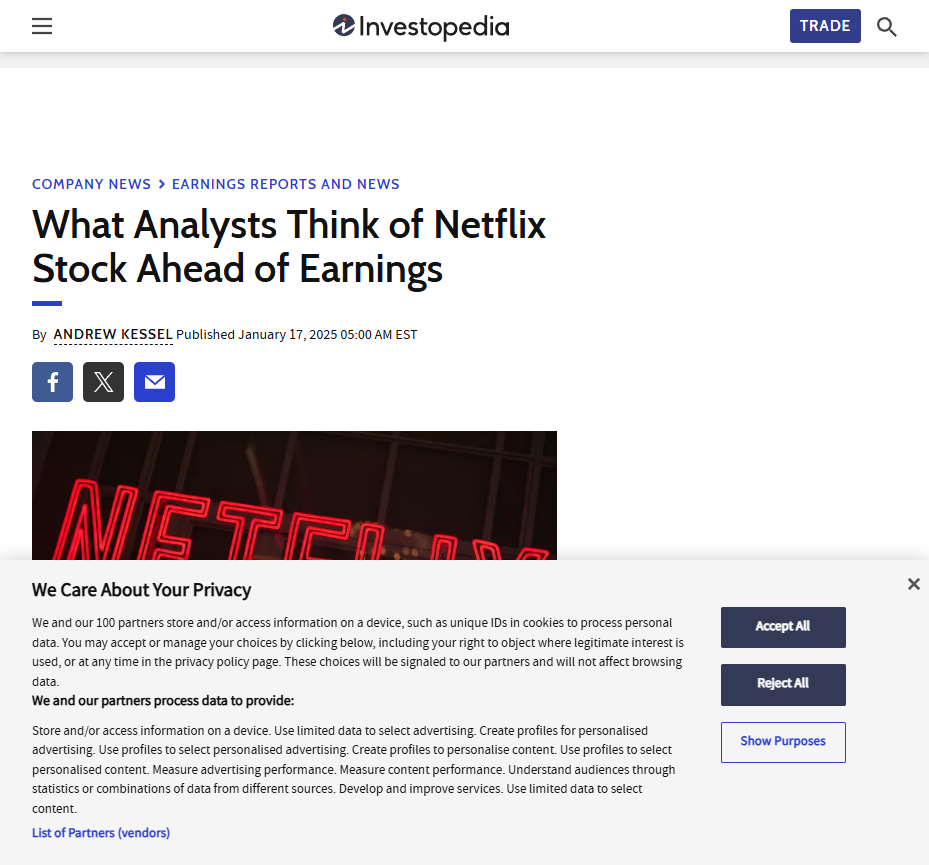 Investopedia
TRADE
COMPANY NEWS > EARNINGS REPORTS AND NEWS
What Analysts Think of Netflix
Stock Ahead of Earnings
By ANDREW KESSEL Published January 17, 2025 05:00 AM EST
NETFLIX
We Care About Your Privacy
We and our 100 partners store and/or access information on a device, such as unique IDs in cookies to process personal
data. You may accept or manage your choices by clicking below, including your right to object where legitimate interest is
used, or at any time in the privacy policy page. These choices will be signaled to our partners and will not affect browsing
data.
We and our partners process data to provide:
Store and/or access information on a device. Use limited data to select advertising. Create profiles for personalised
advertising. Use profiles to select personalised advertising. Create profiles to personalise content. Use profiles to select
personalised content. Measure advertising performance. Measure content performance. Understand audiences through
statistics or combinations of data from different sources. Develop and improve services. Use limited data to select
content.
List of Partners (vendors)
Accept All
Reject All
Show Purposes